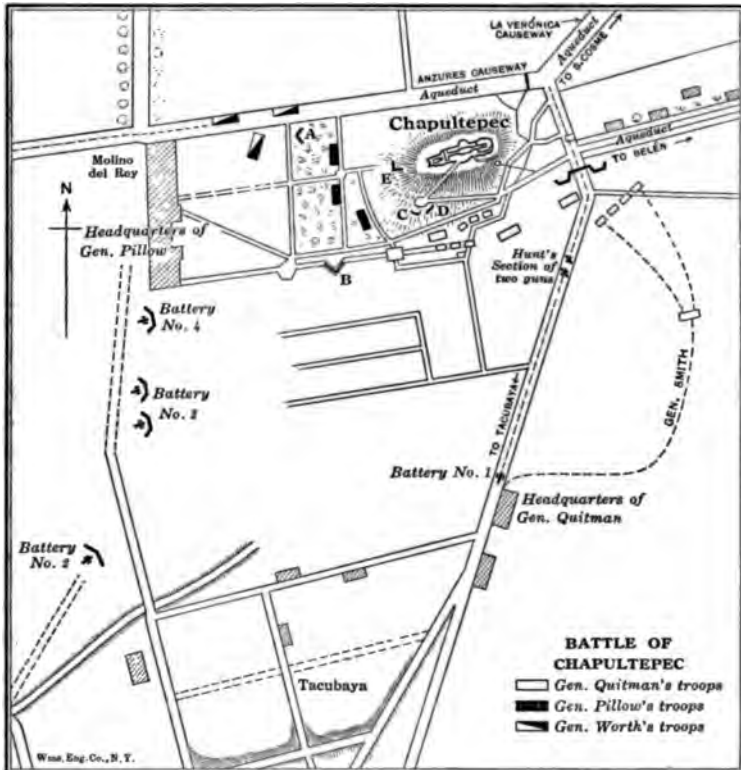 LA VERÓNICA
CAUSEWAY
Aqueduct
TO S. COSME
ANZURES CAUSEWAY
Aqueduct
A
Chapultepec
Aqueduct
TO BELÉN
Molino
del Rey
E
N
C
D
Headquarters of
Gen. Pillow
B
Hunt's
Section of
two guns
Battery
No. 4
GEN. SMITH
Battery
No. 3
TO TACUBAYA
Battery No. 1
Headquarters of
Gen. Quitman
Battery
No. 2
BATTLE OF
CHAPULTEPEC
Gen. Quitman's troops
Gen. Pillow's troops
Gen. Worth's troops
Tacubaya
Wms. Eng. Co., N.Y.